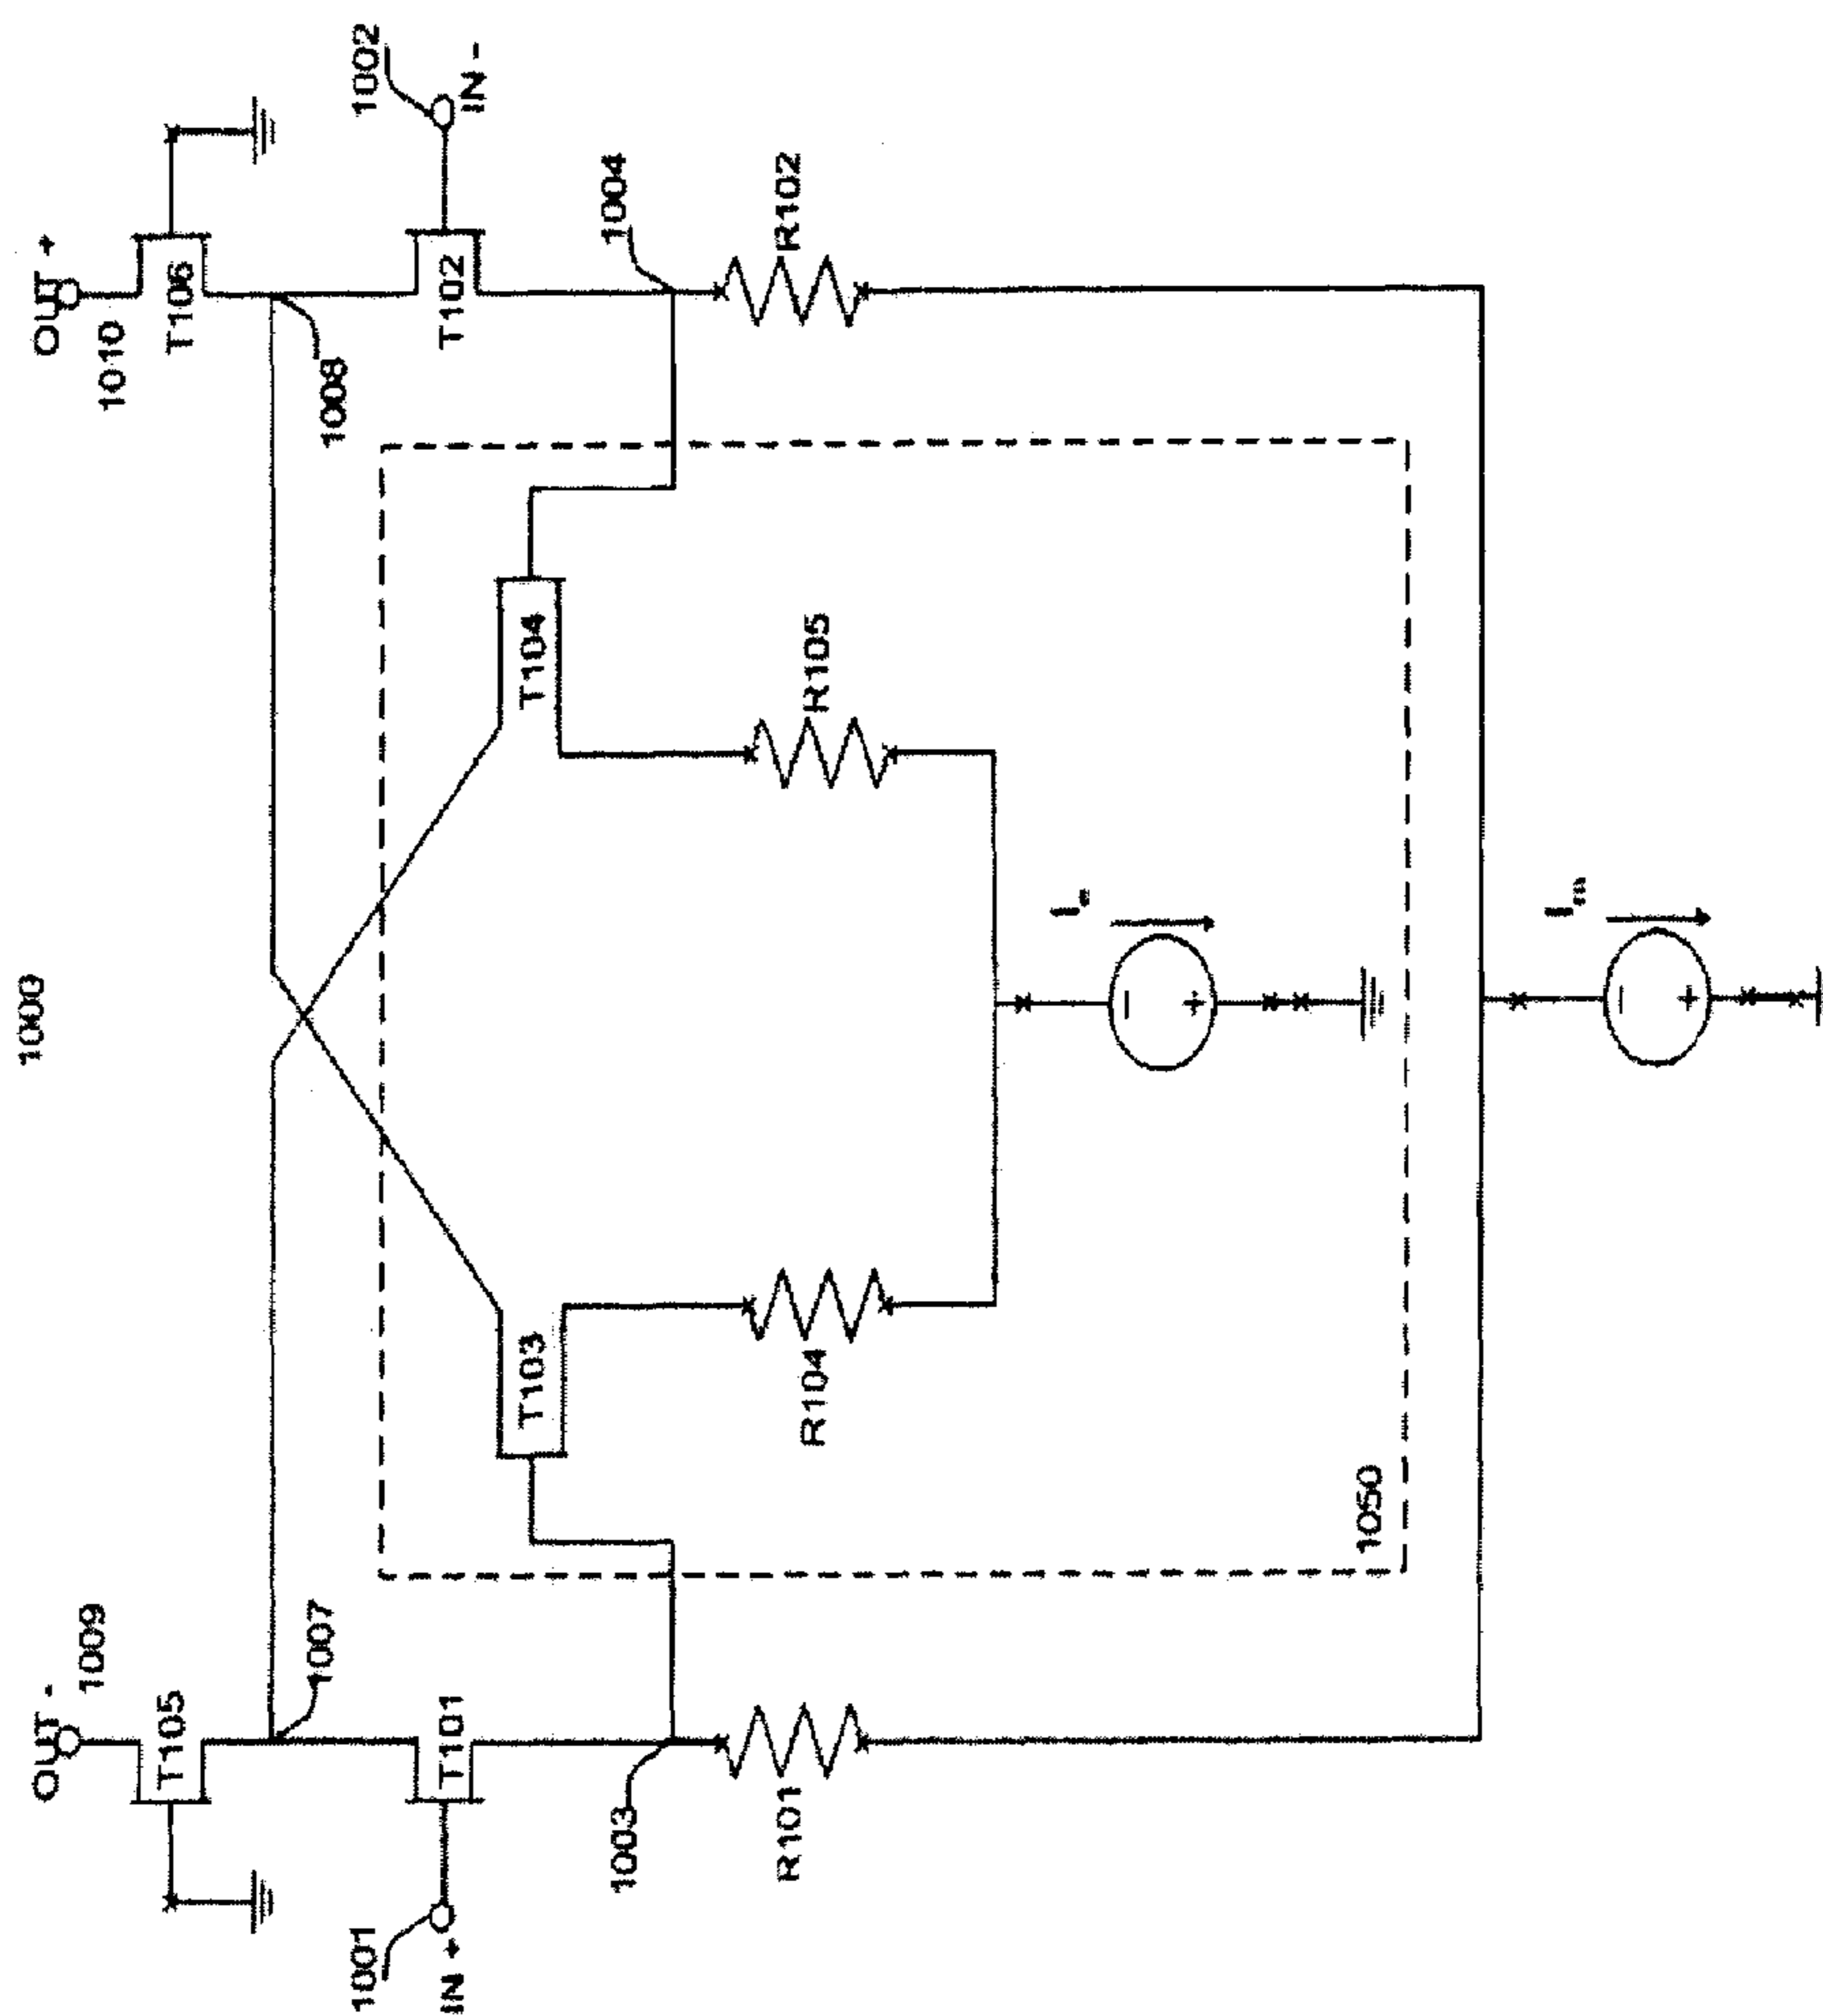 1000
OUT -
1009
OUT +
1010
T105
T106
1007
1008
1001
IN +
1002
IN -
T101
T102
T103
T104
1003
1004
R101
R102
R104
R105
I
-
+
1050
I
-
+